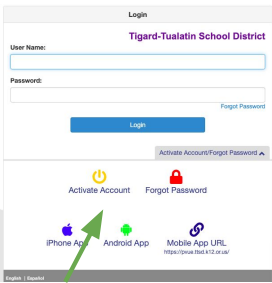 Login
Tigard-Tualatin School District
User Name:
Password:
Forgot Password
Login
Activate Account/Forgot Password
Activate Account Forgot Password
iPhone App Android App Mobile App URL
https://pvue.ttsd.k12.or.us/
English | Español